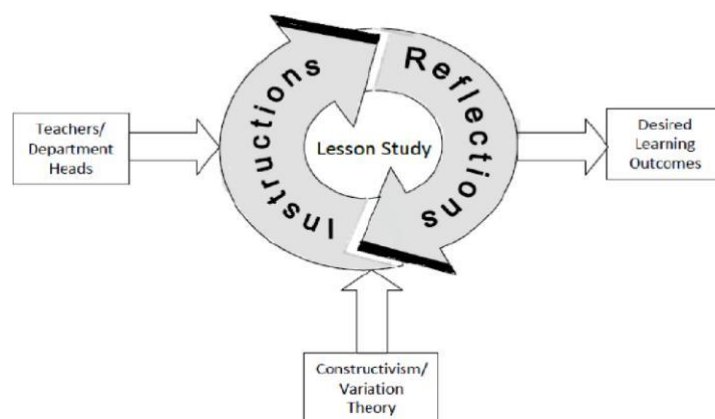 Instructions
Reflections
Teachers/
Department
Heads
Lesson Study
Desired
Learning
Outcomes
Constructivism/
Variation
Theory